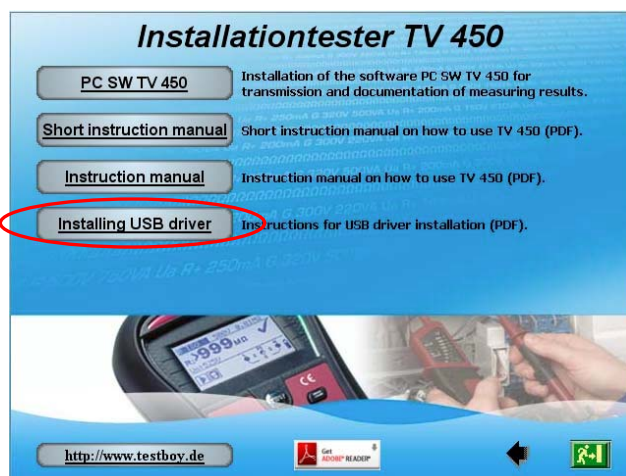 Installationtester TV 450
PC SW TV 450
Installation of the software PC SW TV 450 for
transmission and documentation of measuring results.
Short instruction manual
Short instruction manual on how to use TV 450 (PDF).
Instruction manual
Instruction manual on how to use TV 450 (PDF).
Installing USB driver
Instructions for USB driver installation (PDF).
>999 MΩ
CE
http://www.testboy.de
Get
ADOBE® READER®